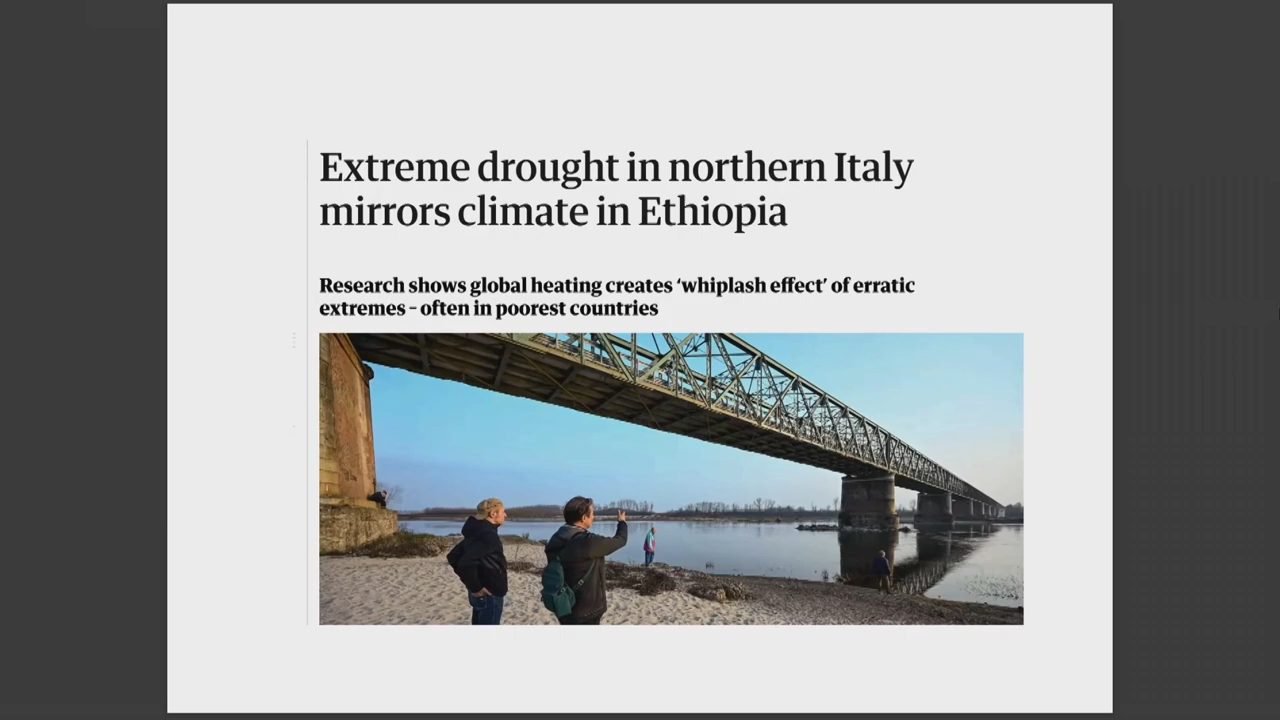 Extreme drought in northern Italy
mirrors climate in Ethiopia
Research shows global heating creates ‘whiplash effect’ of erratic
extremes – often in poorest countries